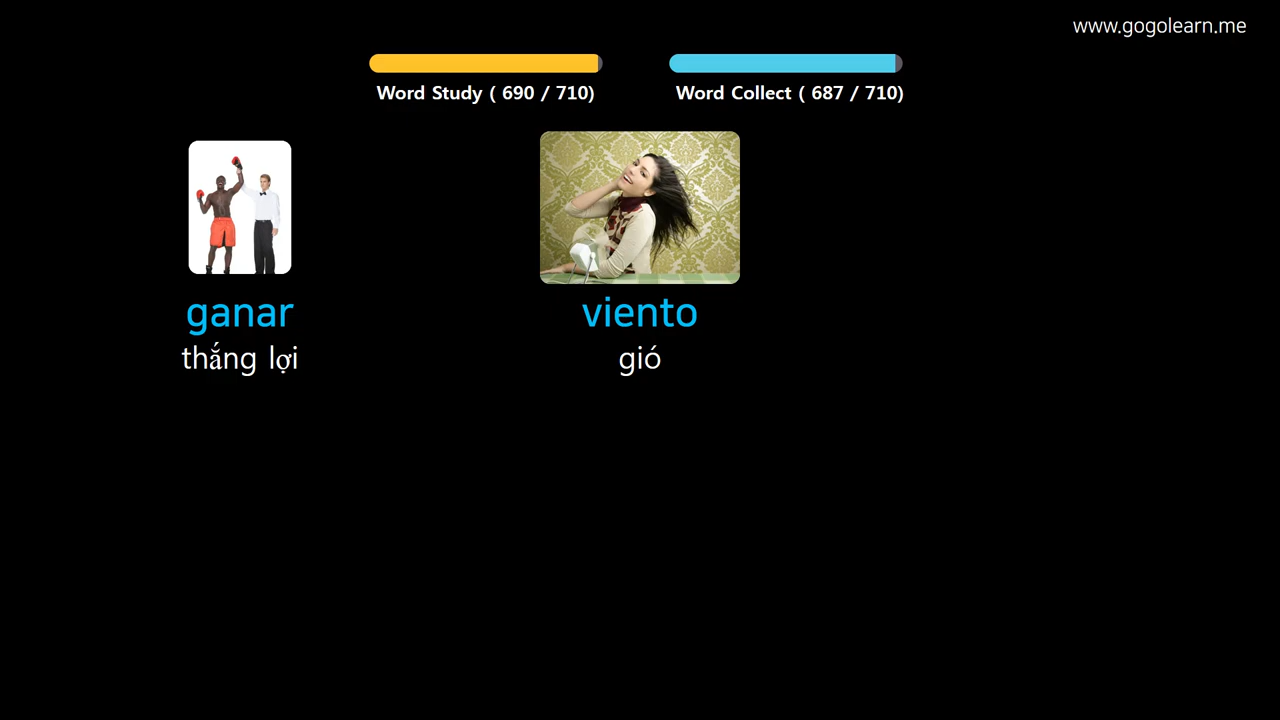 www.gogolearn.me
Word Study ( 690 / 710)
Word Collect ( 687 / 710)
ganar
thắng lợi
viento
gió